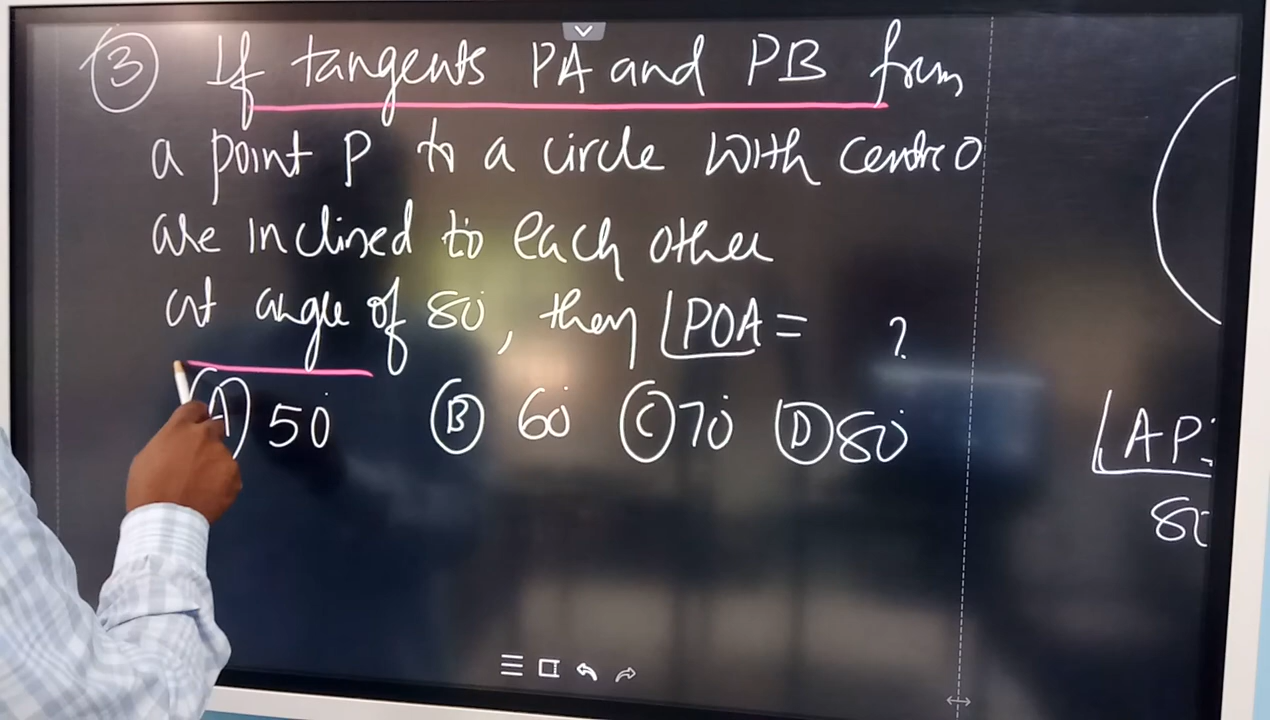 ③ If tangents PA and PB from
a point P to a circle with centre O
are inclined to each other
at angle of 80°, then ∠POA = ?
Ⓐ 50° Ⓑ 60° Ⓒ 70° Ⓓ 80°
∠AP
80